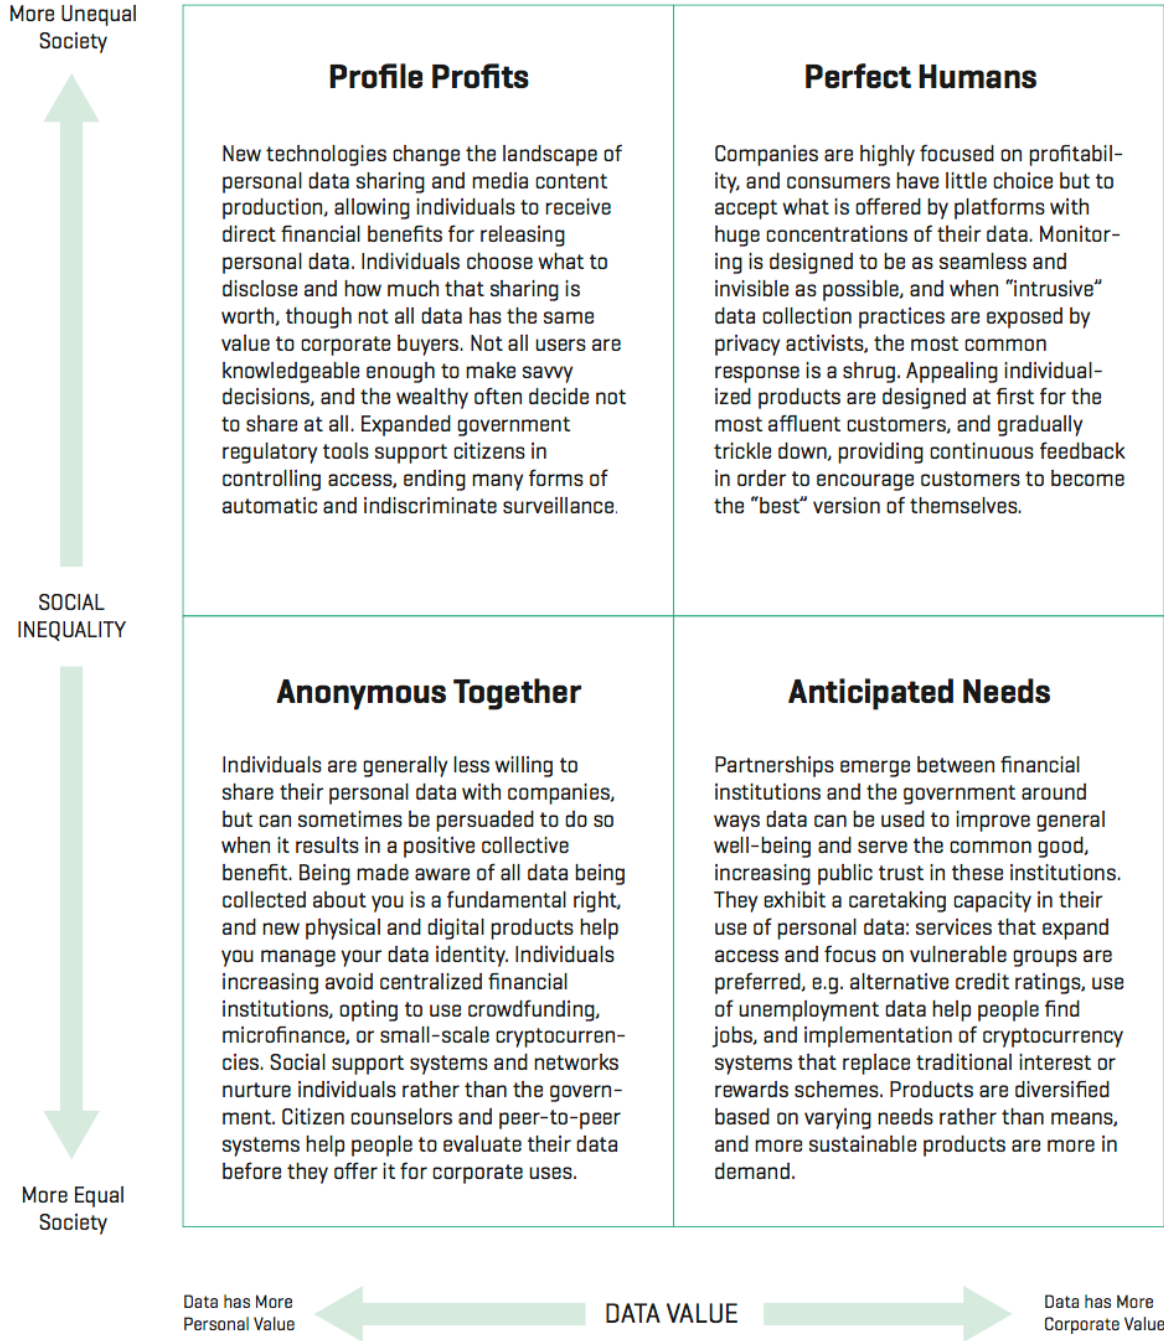 More Unequal
Society
Profile Profits
New technologies change the landscape of
personal data sharing and media content
production, allowing individuals to receive
direct financial benefits for releasing
personal data. Individuals choose what to
disclose and how much that sharing is
worth, though not all data has the same
value to corporate buyers. Not all users are
knowledgeable enough to make savvy
decisions, and the wealthy often decide not
to share at all. Expanded government
regulatory tools support citizens in
controlling access, ending many forms of
automatic and indiscriminate surveillance.
Perfect Humans
Companies are highly focused on profitabil-
ity, and consumers have little choice but to
accept what is offered by platforms with
huge concentrations of their data. Monitor-
ing is designed to be as seamless and
invisible as possible, and when "intrusive"
data collection practices are exposed by
privacy activists, the most common
response is a shrug. Appealing individual-
ized products are designed at first for the
most affluent customers, and gradually
trickle down, providing continuous feedback
in order to encourage customers to become
the "best" version of themselves.
SOCIAL
INEQUALITY
Anonymous Together
Individuals are generally less willing to
share their personal data with companies,
but can sometimes be persuaded to do so
when it results in a positive collective
benefit. Being made aware of all data being
collected about you is a fundamental right,
and new physical and digital products help
you manage your data identity. Individuals
increasing avoid centralized financial
institutions, opting to use crowdfunding,
microfinance, or small-scale cryptocurren-
cies. Social support systems and networks
nurture individuals rather than the govern-
ment. Citizen counselors and peer-to-peer
systems help people to evaluate their data
before they offer it for corporate uses.
Anticipated Needs
Partnerships emerge between financial
institutions and the government around
ways data can be used to improve general
well-being and serve the common good,
increasing public trust in these institutions.
They exhibit a caretaking capacity in their
use of personal data: services that expand
access and focus on vulnerable groups are
preferred, e.g. alternative credit ratings, use
of unemployment data help people find
jobs, and implementation of cryptocurrency
systems that replace traditional interest or
rewards schemes. Products are diversified
based on varying needs rather than means,
and more sustainable products are more in
demand.
More Equal
Society
Data has More
Personal Value
DATA VALUE
Data has More
Corporate Value